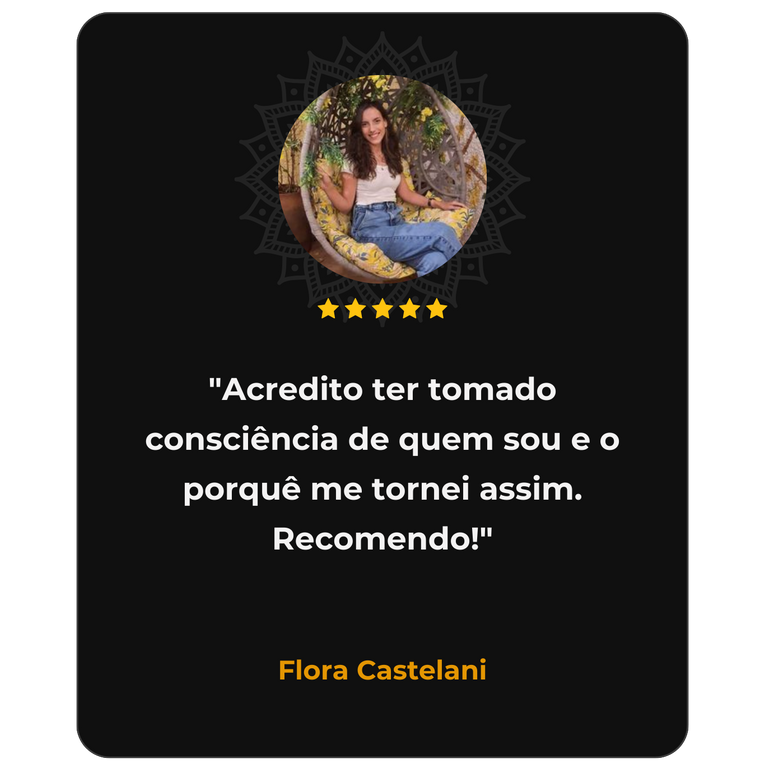 "Acredito ter tomado
consciência de quem sou e o
porquê me tornei assim.
Recomendo!"
Flora Castelani